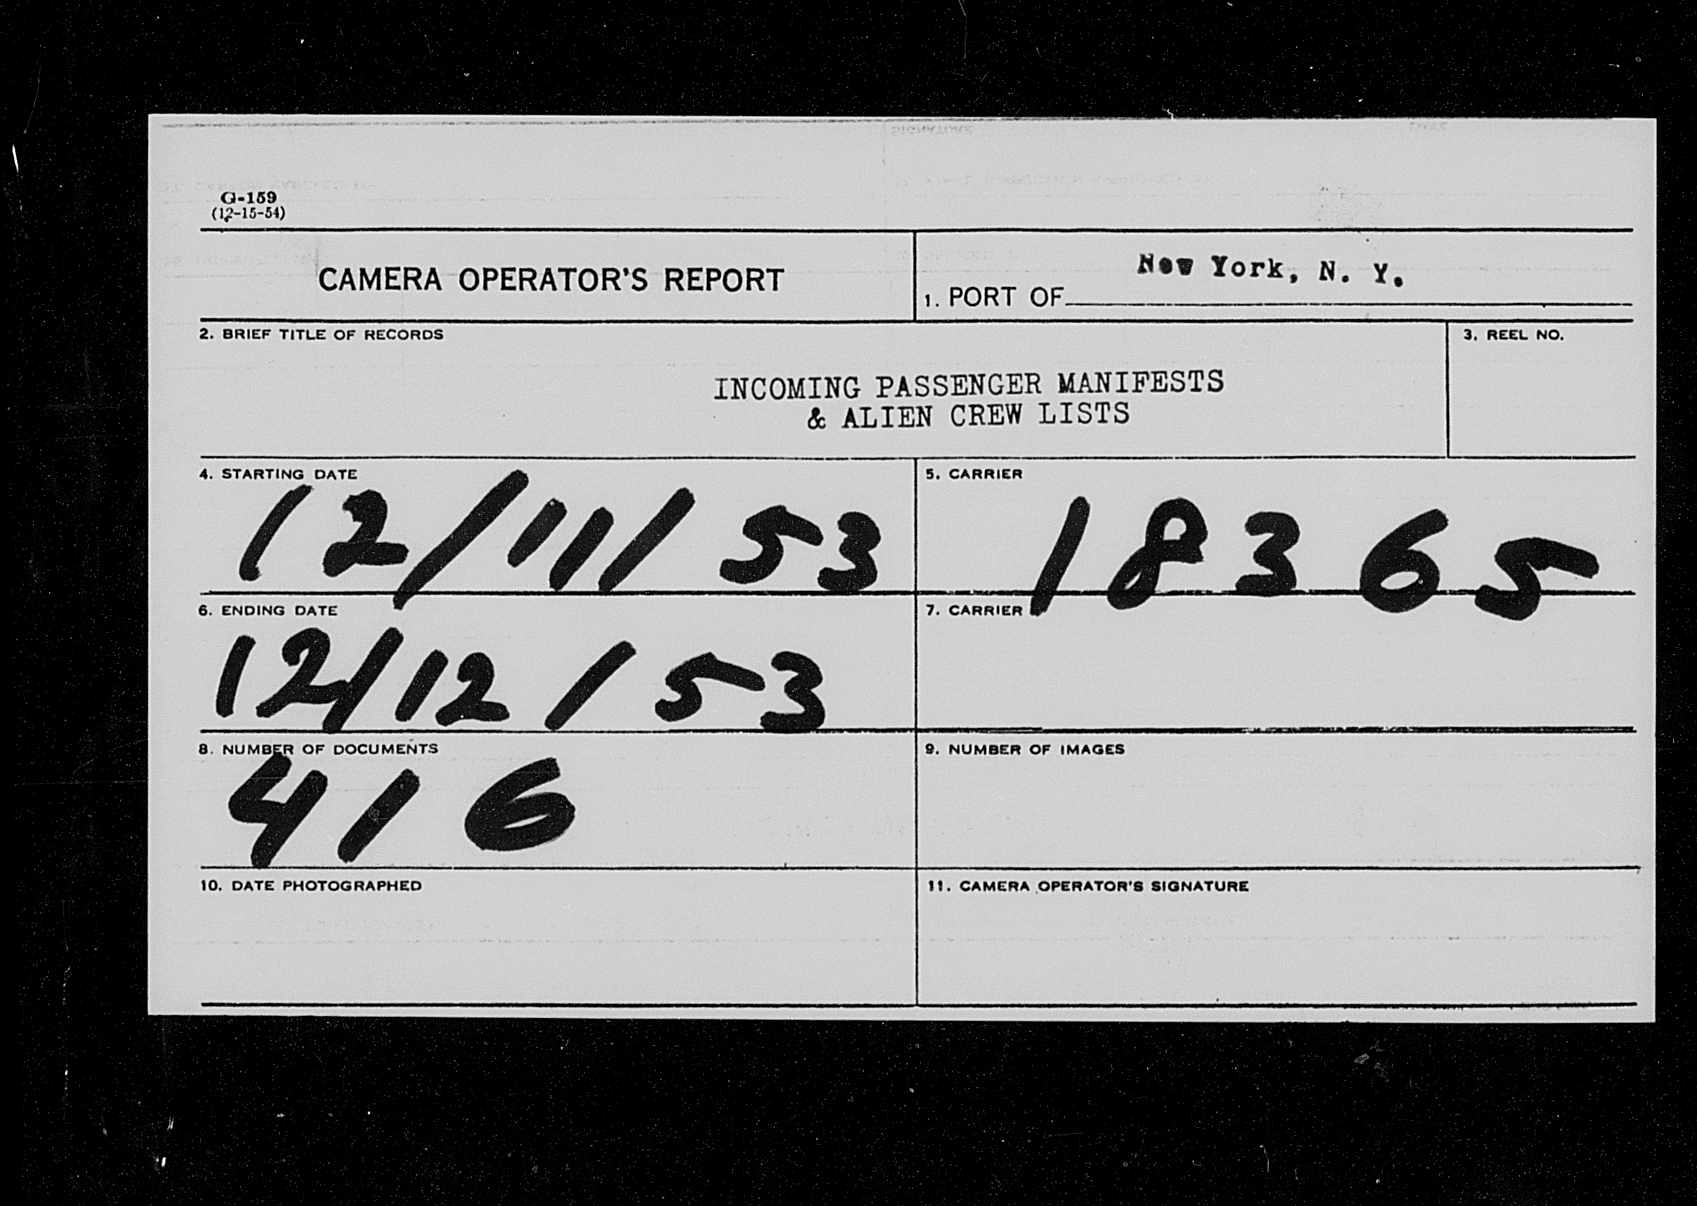 G-159
(12-15-54)
CAMERA OPERATOR'S REPORT
New York, N. Y.
1. PORT OF
2. BRIEF TITLE OF RECORDS
3. REEL NO.
INCOMING PASSENGER MANIFESTS
& ALIEN CREW LISTS
4. STARTING DATE
12/11/53
5. CARRIER
18365
6. ENDING DATE
12/12/53
7. CARRIER
8. NUMBER OF DOCUMENTS
416
9. NUMBER OF IMAGES
10. DATE PHOTOGRAPHED
11. CAMERA OPERATOR'S SIGNATURE